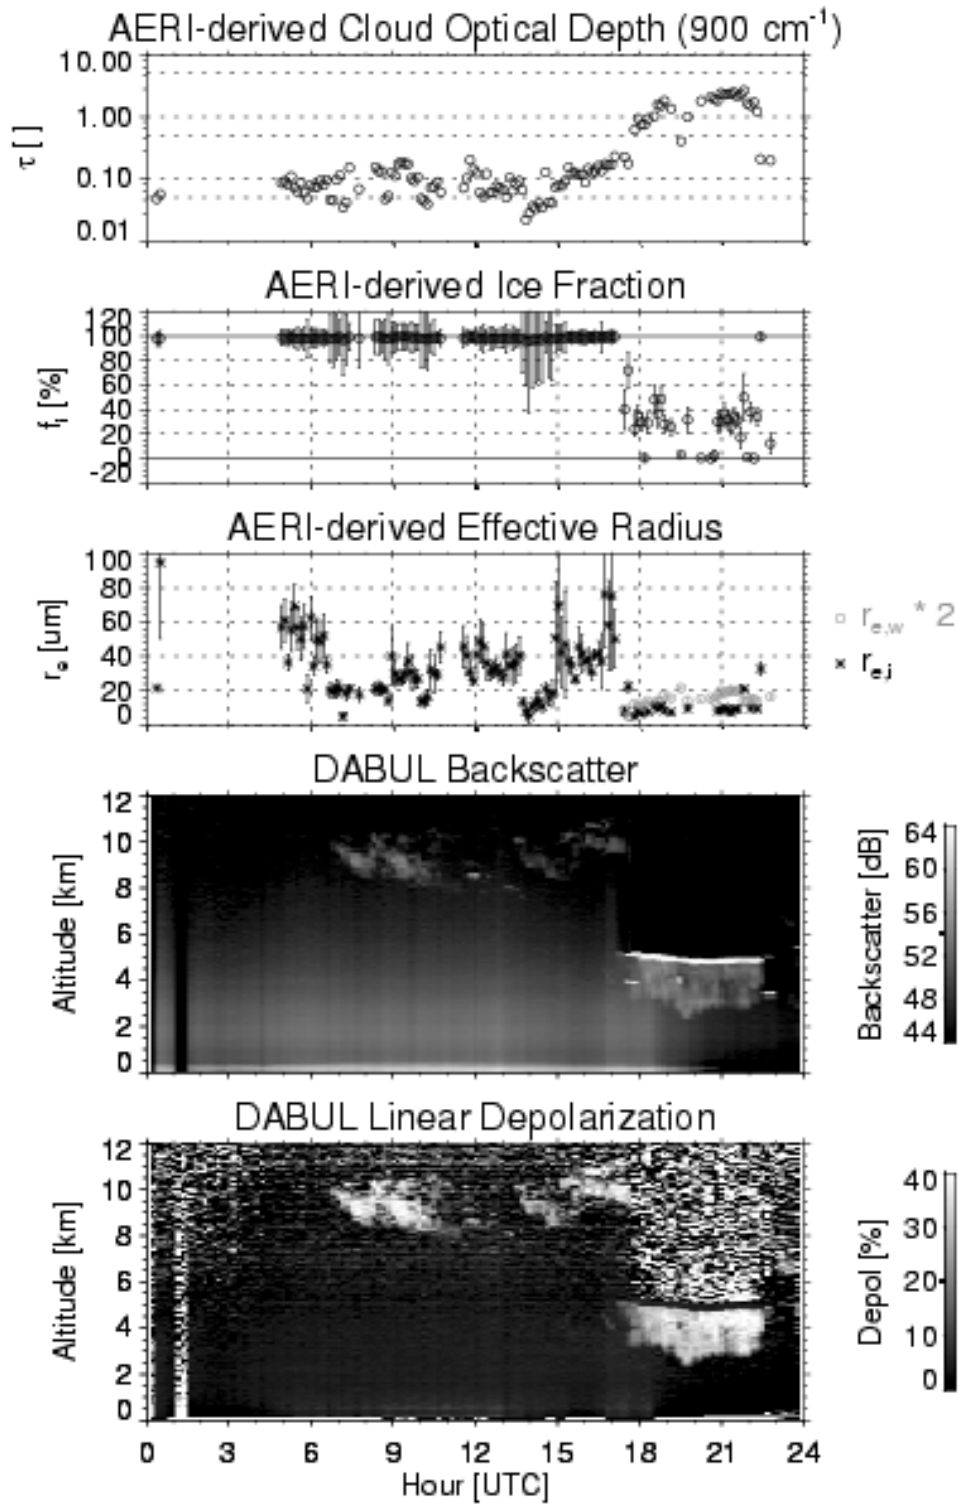 AERI-derived Cloud Optical Depth (900 cm⁻¹)
10.00
1.00
0.10
0.01
τ [ ]
AERI-derived Ice Fraction
120
100
80
60
40
20
0
-20
fᵢ [%]
AERI-derived Effective Radius
100
80
60
40
20
0
rₑ [um]
r_e,w * 2
r_e,i
DABUL Backscatter
12
10
8
6
4
2
0
Altitude [km]
64
60
56
52
48
44
Backscatter [dB]
DABUL Linear Depolarization
12
10
8
6
4
2
0
Altitude [km]
40
30
20
10
0
Depol [%]
0 3 6 9 12 15 18 21 24
Hour [UTC]